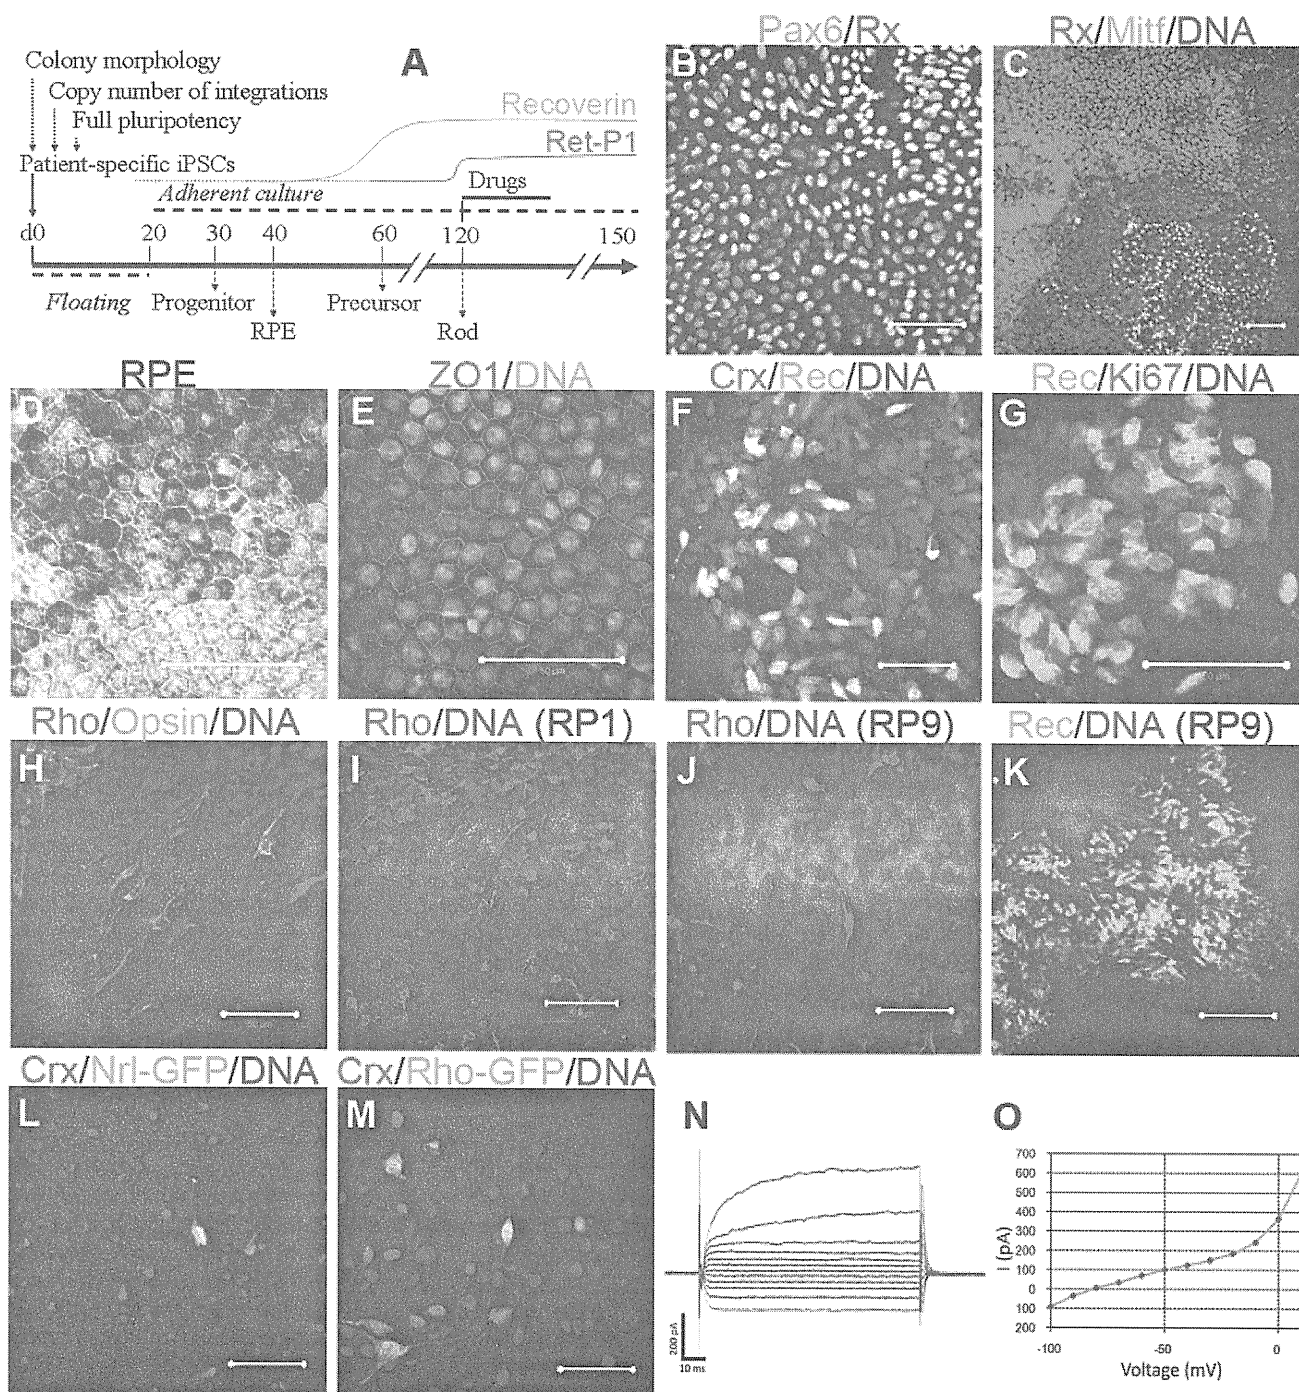 Pax6/Rx
Rx/Mitf/DNA
A
B
C
Colony morphology
Copy number of integrations
Full pluripotency
Patient-specific iPSCs
Recoverin
Ret-P1
Adherent culture
Drugs
d0 20 30 40 60 120 150
Floating
Progenitor
Precursor
RPE
Rod
RPE
ZO1/DNA
Crx/Rec/DNA
Rec/Ki67/DNA
D
E
F
G
Rho/Opsin/DNA
Rho/DNA (RP1)
Rho/DNA (RP9)
Rec/DNA (RP9)
H
I
J
K
Crx/Nrl-GFP/DNA
Crx/Rho-GFP/DNA
L
M
N
200 pA
10 ms
O
700
600
500
400
300
200
100
0
100
200
I (pA)
-100 -50 0
Voltage (mV)